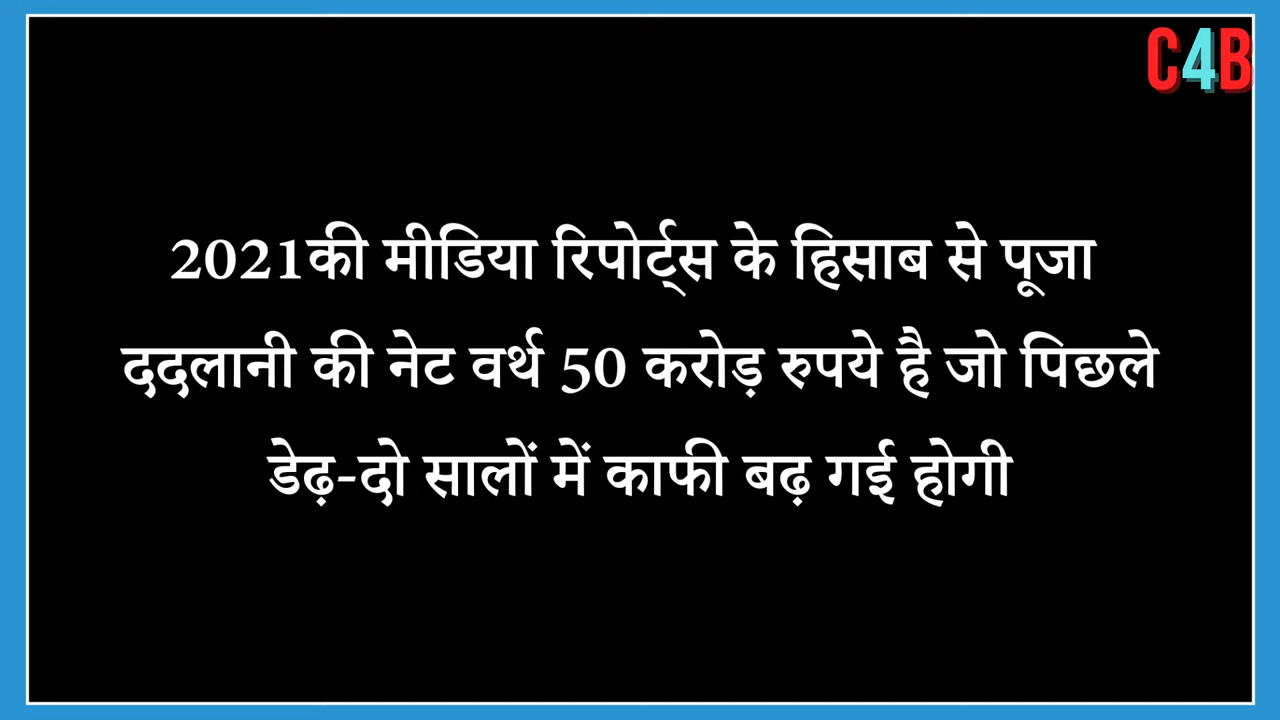 C4B
2021की मीडिया रिपोर्ट्स के हिसाब से पूजा
ददलानी की नेट वर्थ 50 करोड़ रुपये है जो पिछले
डेढ़-दो सालों में काफी बढ़ गई होगी